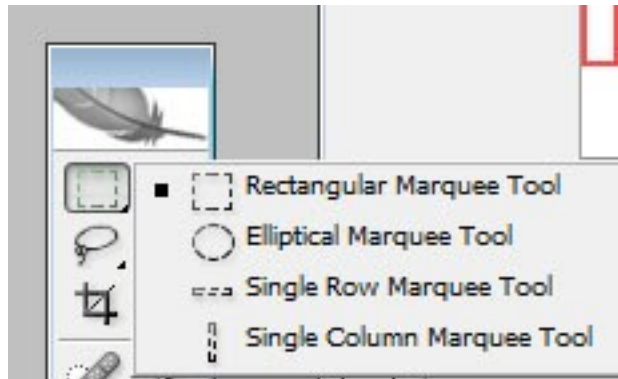 Rectangular Marquee Tool
Elliptical Marquee Tool
Single Row Marquee Tool
Single Column Marquee Tool